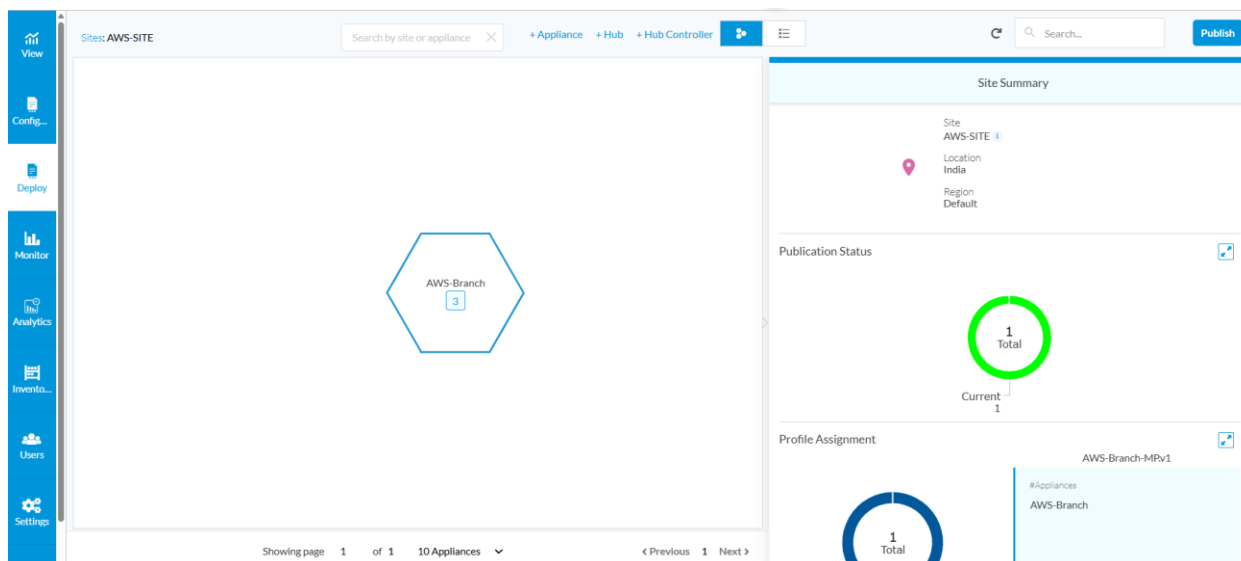 View
Config...
Deploy
Monitor
Analytics
Invento...
Users
Settings
Sites: AWS-SITE
Search by site or appliance
+ Appliance + Hub + Hub Controller
Search...
Publish
AWS-Branch
3
Showing page 1 of 1 10 Appliances
< Previous 1 Next >
Site Summary
Site
AWS-SITE
Location
India
Region
Default
Publication Status
1
Total
Current
1
Profile Assignment
AWS-Branch-MP.v1
1
Total
#Appliances
AWS-Branch